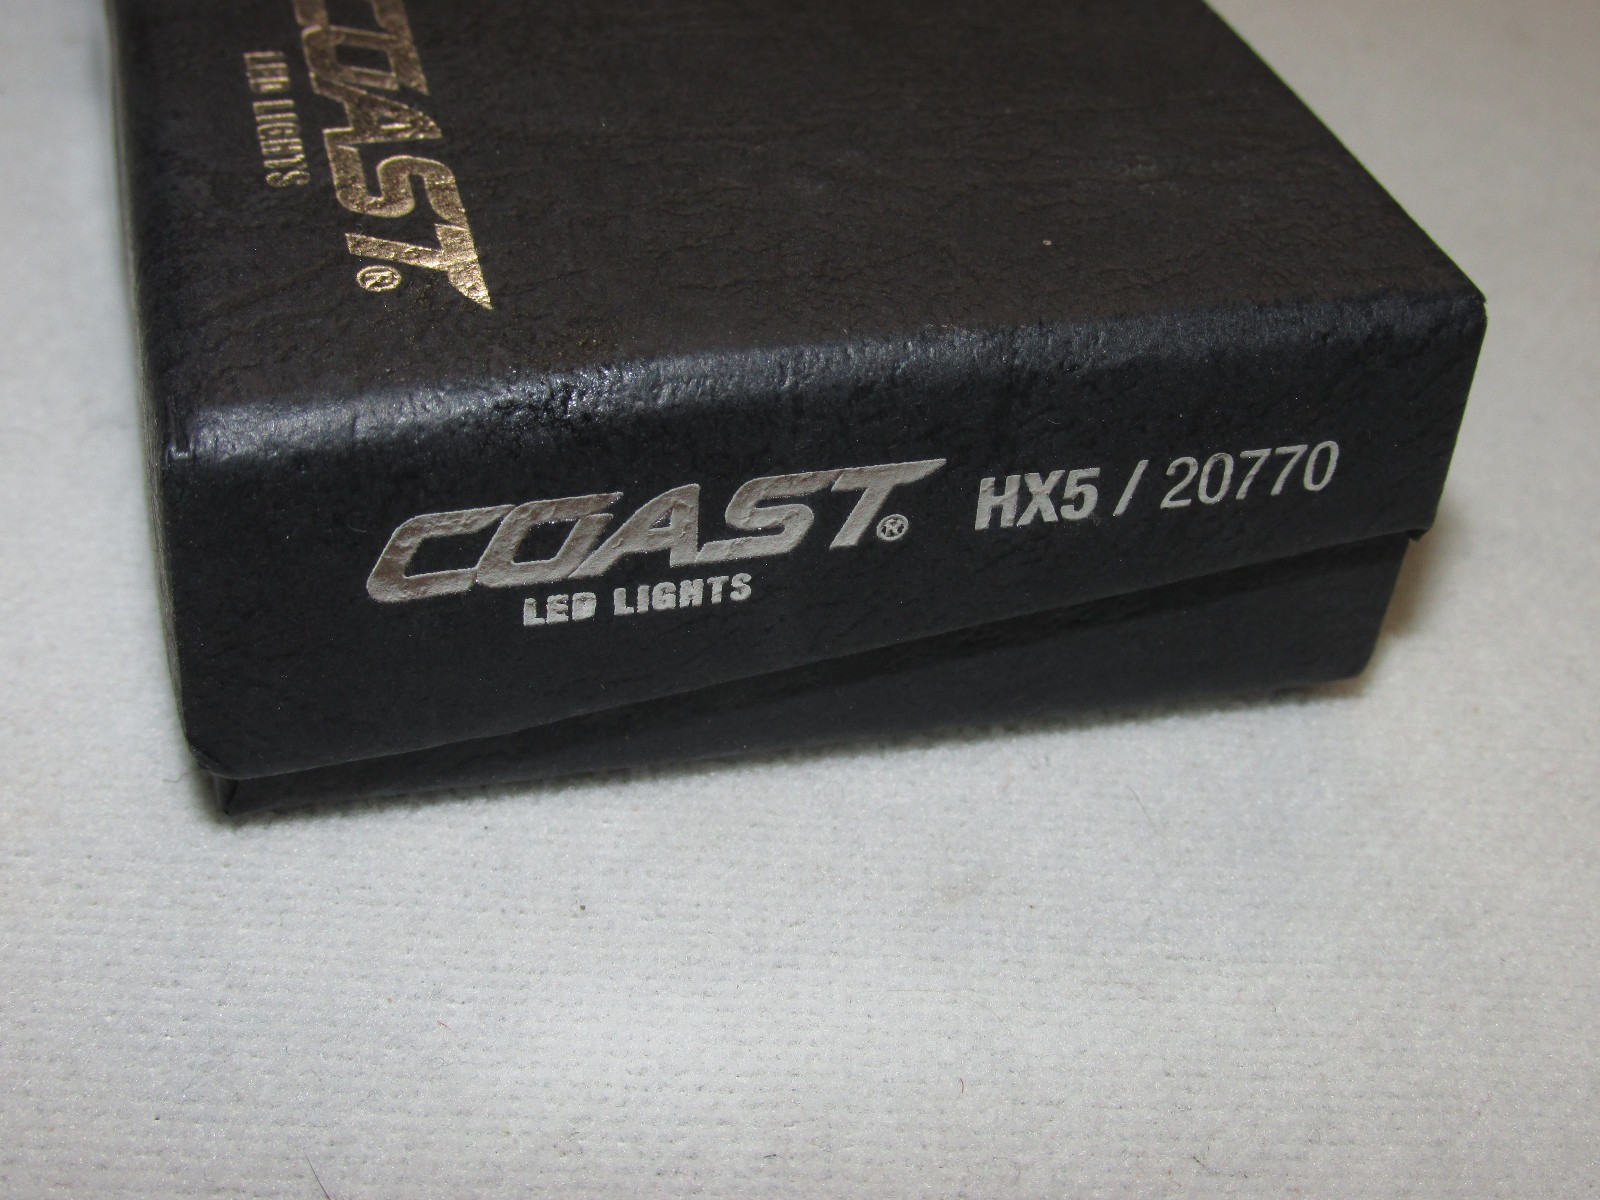 COAST®
LED LIGHTS
COAST® HX5 / 20770
LED LIGHTS